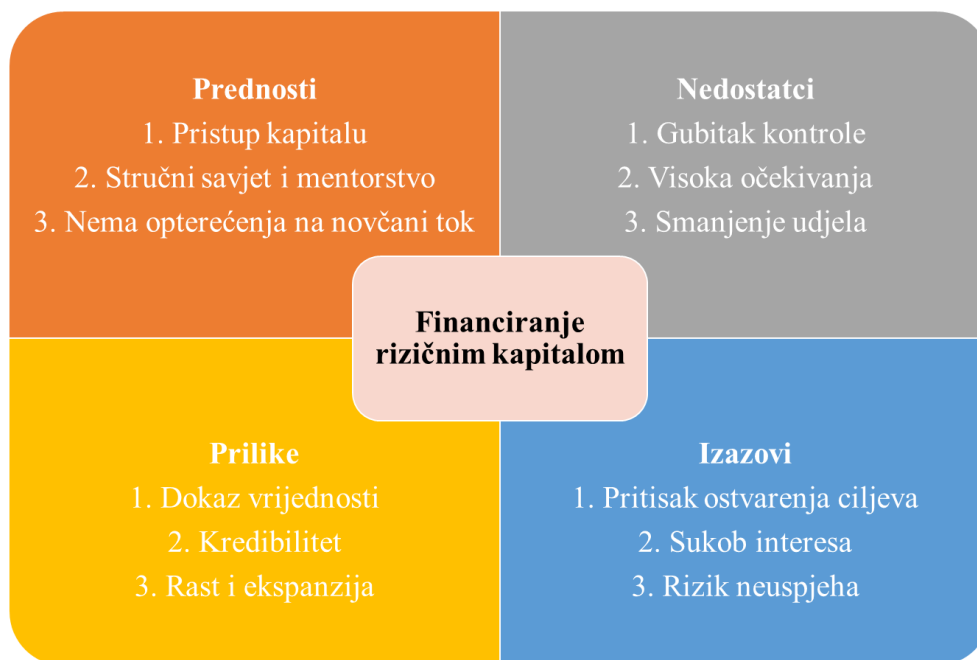 Prednosti
1. Pristup kapitalu
2. Stručni savjet i mentorstvo
3. Nema opterećenja na novčani tok
Nedostatci
1. Gubitak kontrole
2. Visoka očekivanja
3. Smanjenje udjela
Financiranje
rizičnim kapitalom
Prilike
1. Dokaz vrijednosti
2. Kredibilitet
3. Rast i ekspanzija
Izazovi
1. Pritisak ostvarenja ciljeva
2. Sukob interesa
3. Rizik neuspjeha